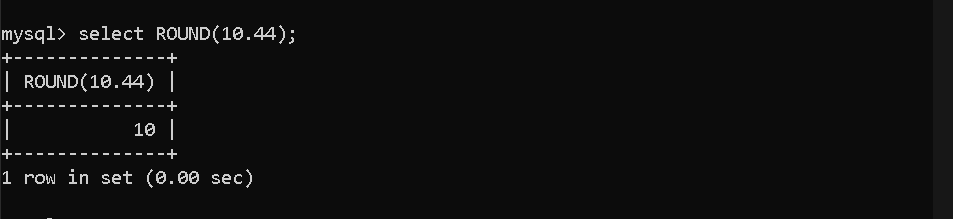 mysql> select ROUND(10.44);
+--------------+
| ROUND(10.44) |
+--------------+
|           10 |
+--------------+
1 row in set (0.00 sec)